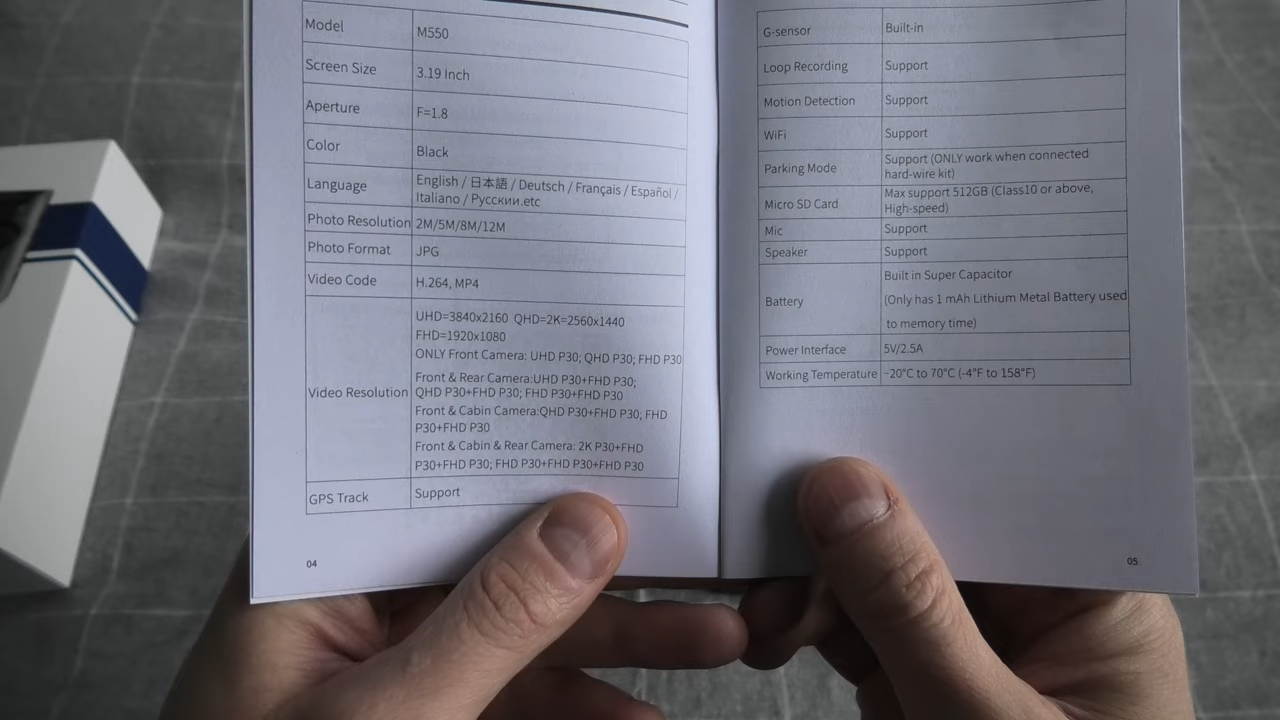 Model M550
Screen Size 3.19 Inch
Aperture F=1.8
Color Black
Language English / 日本語 / Deutsch / Français / Español /
Italiano / Русскии.etc
Photo Resolution 2M/5M/8M/12M
Photo Format JPG
Video Code H.264, MP4
Video Resolution
UHD=3840x2160 QHD=2K=2560x1440
FHD=1920x1080
ONLY Front Camera: UHD P30; QHD P30; FHD P30
Front & Rear Camera:UHD P30+FHD P30;
QHD P30+FHD P30; FHD P30+FHD P30
Front & Cabin Camera:QHD P30+FHD P30; FHD
P30+FHD P30
Front & Cabin & Rear Camera: 2K P30+FHD
P30+FHD P30; FHD P30+FHD P30+FHD P30
GPS Track Support
04
G-sensor Built-in
Loop Recording Support
Motion Detection Support
WiFi Support
Parking Mode Support (ONLY work when connected
hard-wire kit)
Micro SD Card Max support 512GB (Class10 or above,
High-speed)
Mic Support
Speaker Support
Battery
Built in Super Capacitor
(Only has 1 mAh Lithium Metal Battery used
to memory time)
Power Interface 5V/2.5A
Working Temperature -20°C to 70°C (-4°F to 158°F)
05